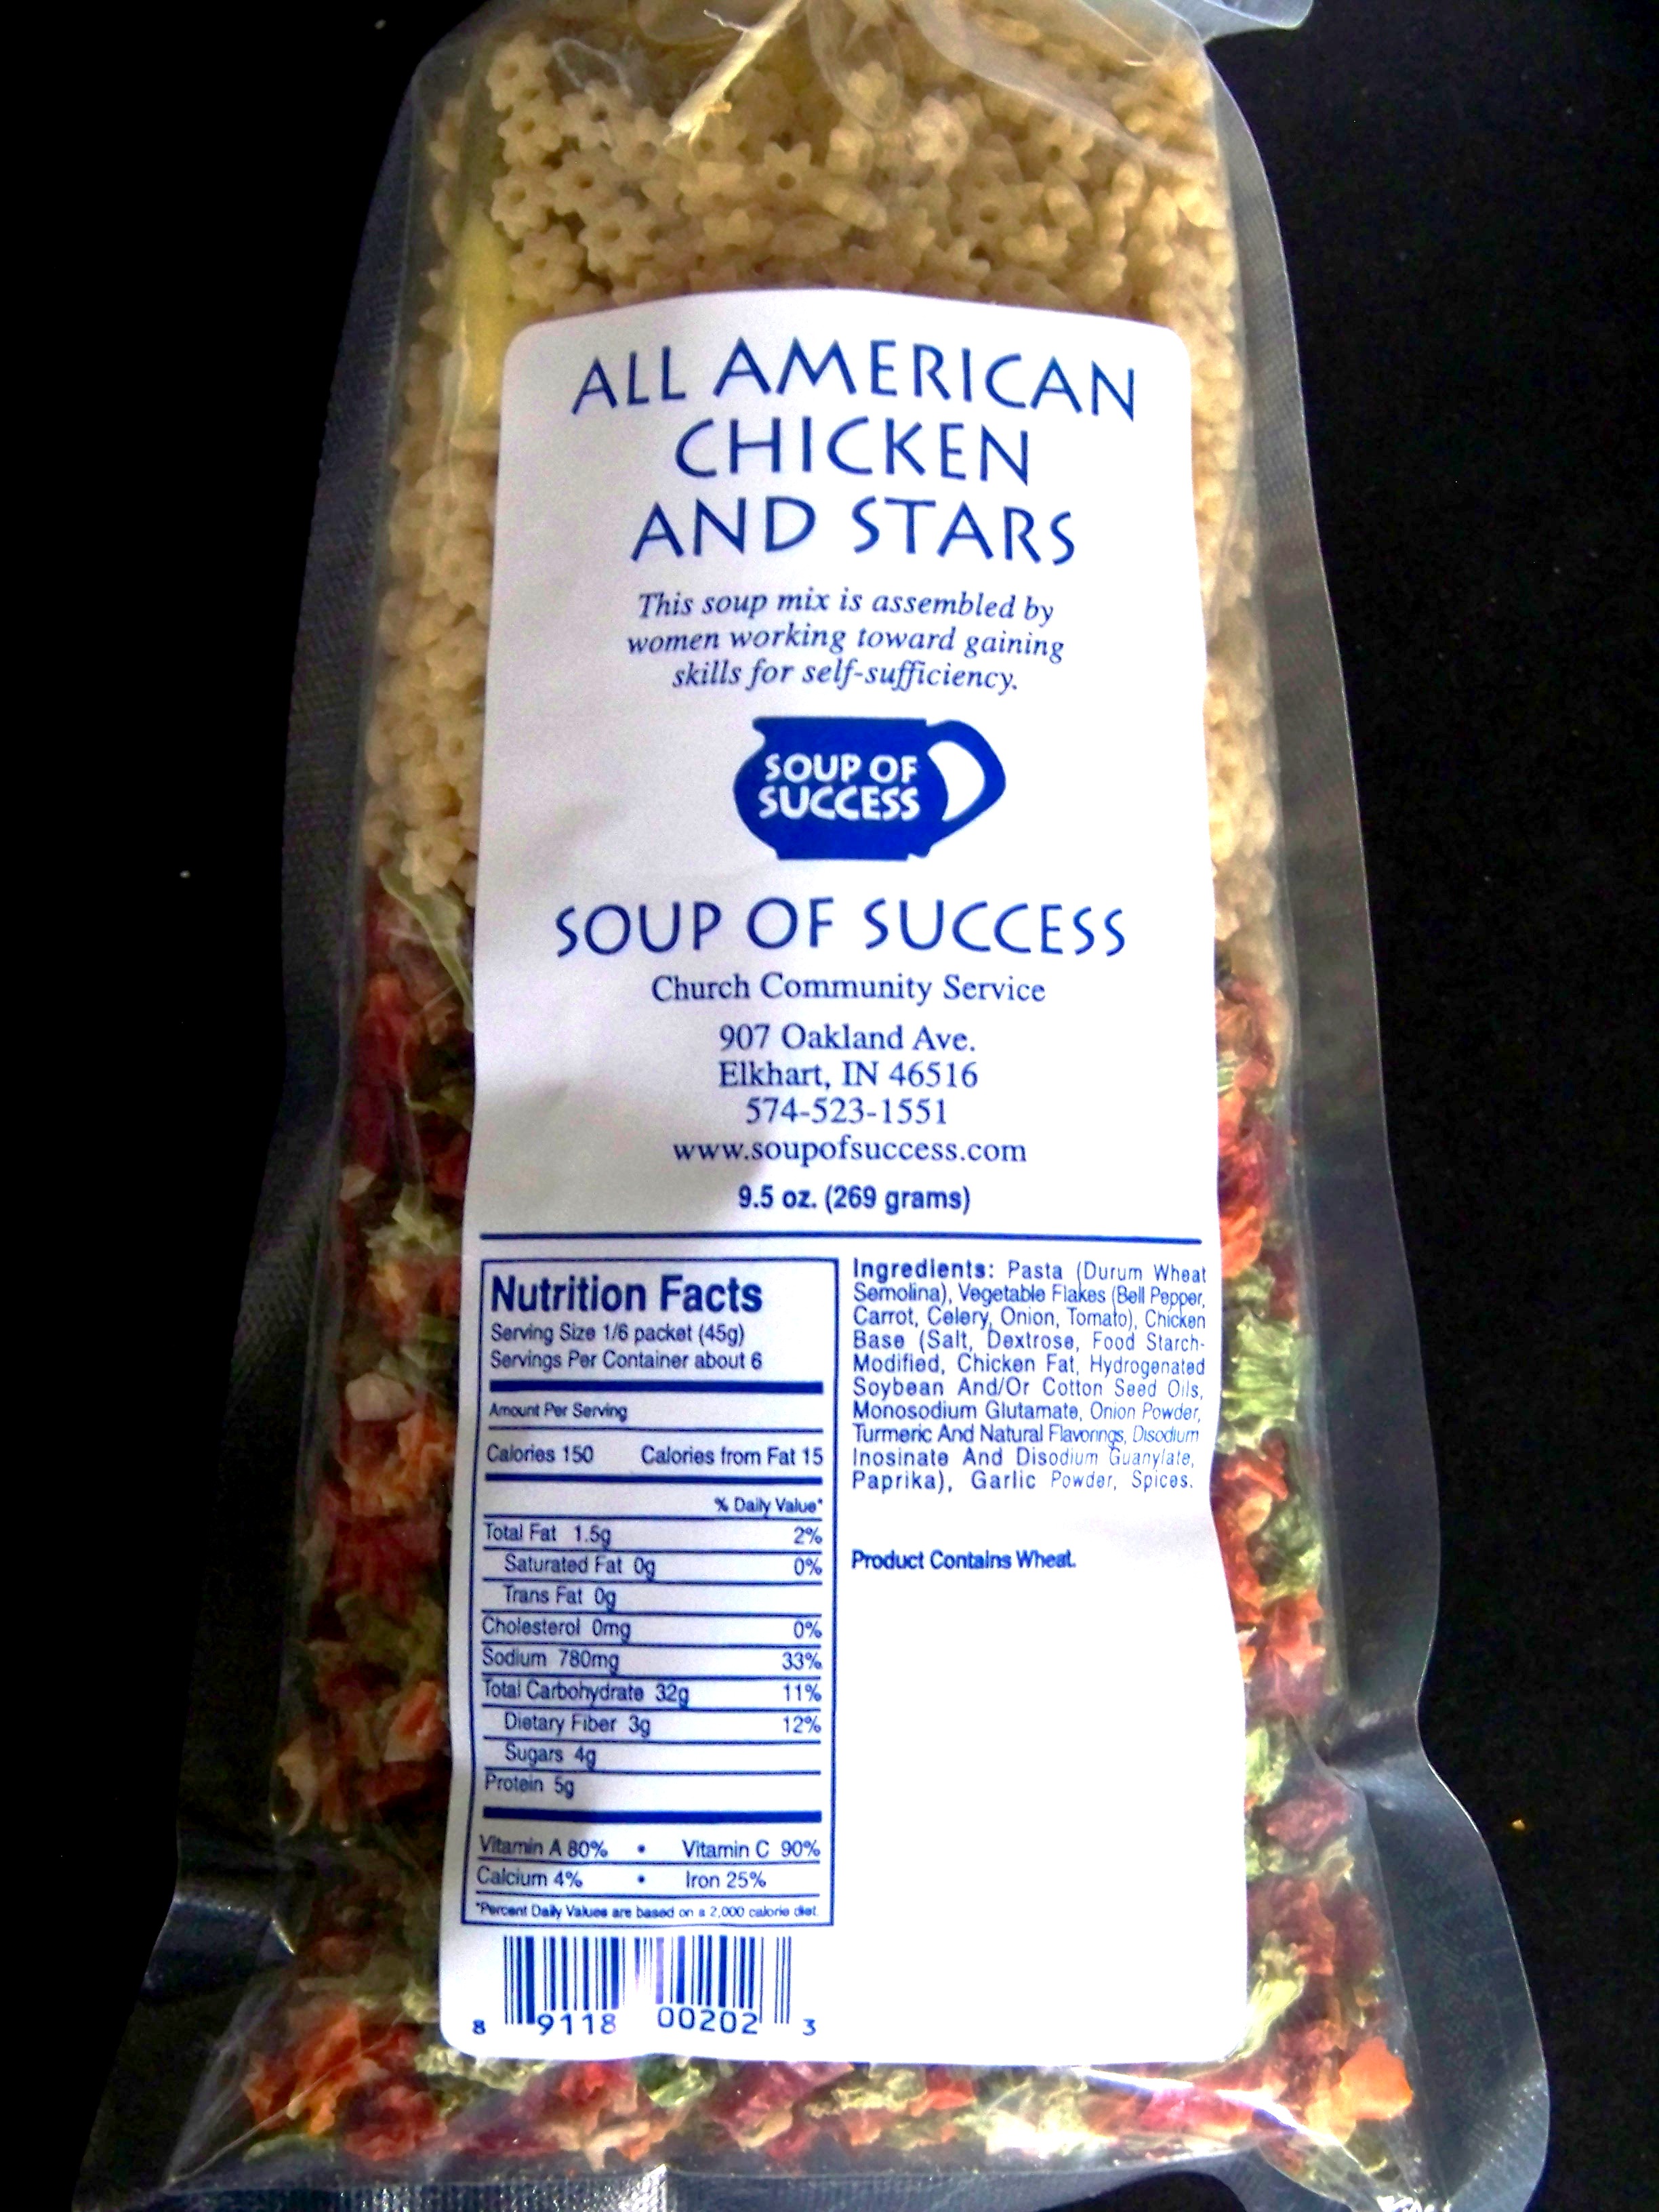 ALL AMERICAN
CHICKEN
AND STARS
This soup mix is assembled by
women working toward gaining
skills for self-sufficiency.
SOUP OF
SUCCESS
SOUP OF SUCCESS
Church Community Service
907 Oakland Ave.
Elkhart, IN 46516
574-523-1551
www.soupofsuccess.com
9.5 oz. (269 grams)
Nutrition Facts
Serving Size 1/6 packet (45g)
Servings Per Container about 6
Amount Per Serving
Calories 150 Calories from Fat 15
% Daily Value*
Total Fat 1.5g 2%
Saturated Fat 0g 0%
Trans Fat 0g
Cholesterol 0mg 0%
Sodium 780mg 33%
Total Carbohydrate 32g 11%
Dietary Fiber 3g 12%
Sugars 4g
Protein 5g
Vitamin A 80% • Vitamin C 90%
Calcium 4% • Iron 25%
*Percent Daily Values are based on a 2,000 calorie diet.
Ingredients: Pasta (Durum Wheat
Semolina), Vegetable Flakes (Bell Pepper,
Carrot, Celery, Onion, Tomato), Chicken
Base (Salt, Dextrose, Food Starch-
Modified, Chicken Fat, Hydrogenated
Soybean And/Or Cotton Seed Oils,
Monosodium Glutamate, Onion Powder,
Turmeric And Natural Flavorings, Disodium
Inosinate And Disodium Guanylate,
Paprika), Garlic Powder, Spices.
Product Contains Wheat.
8 9118 00202 3